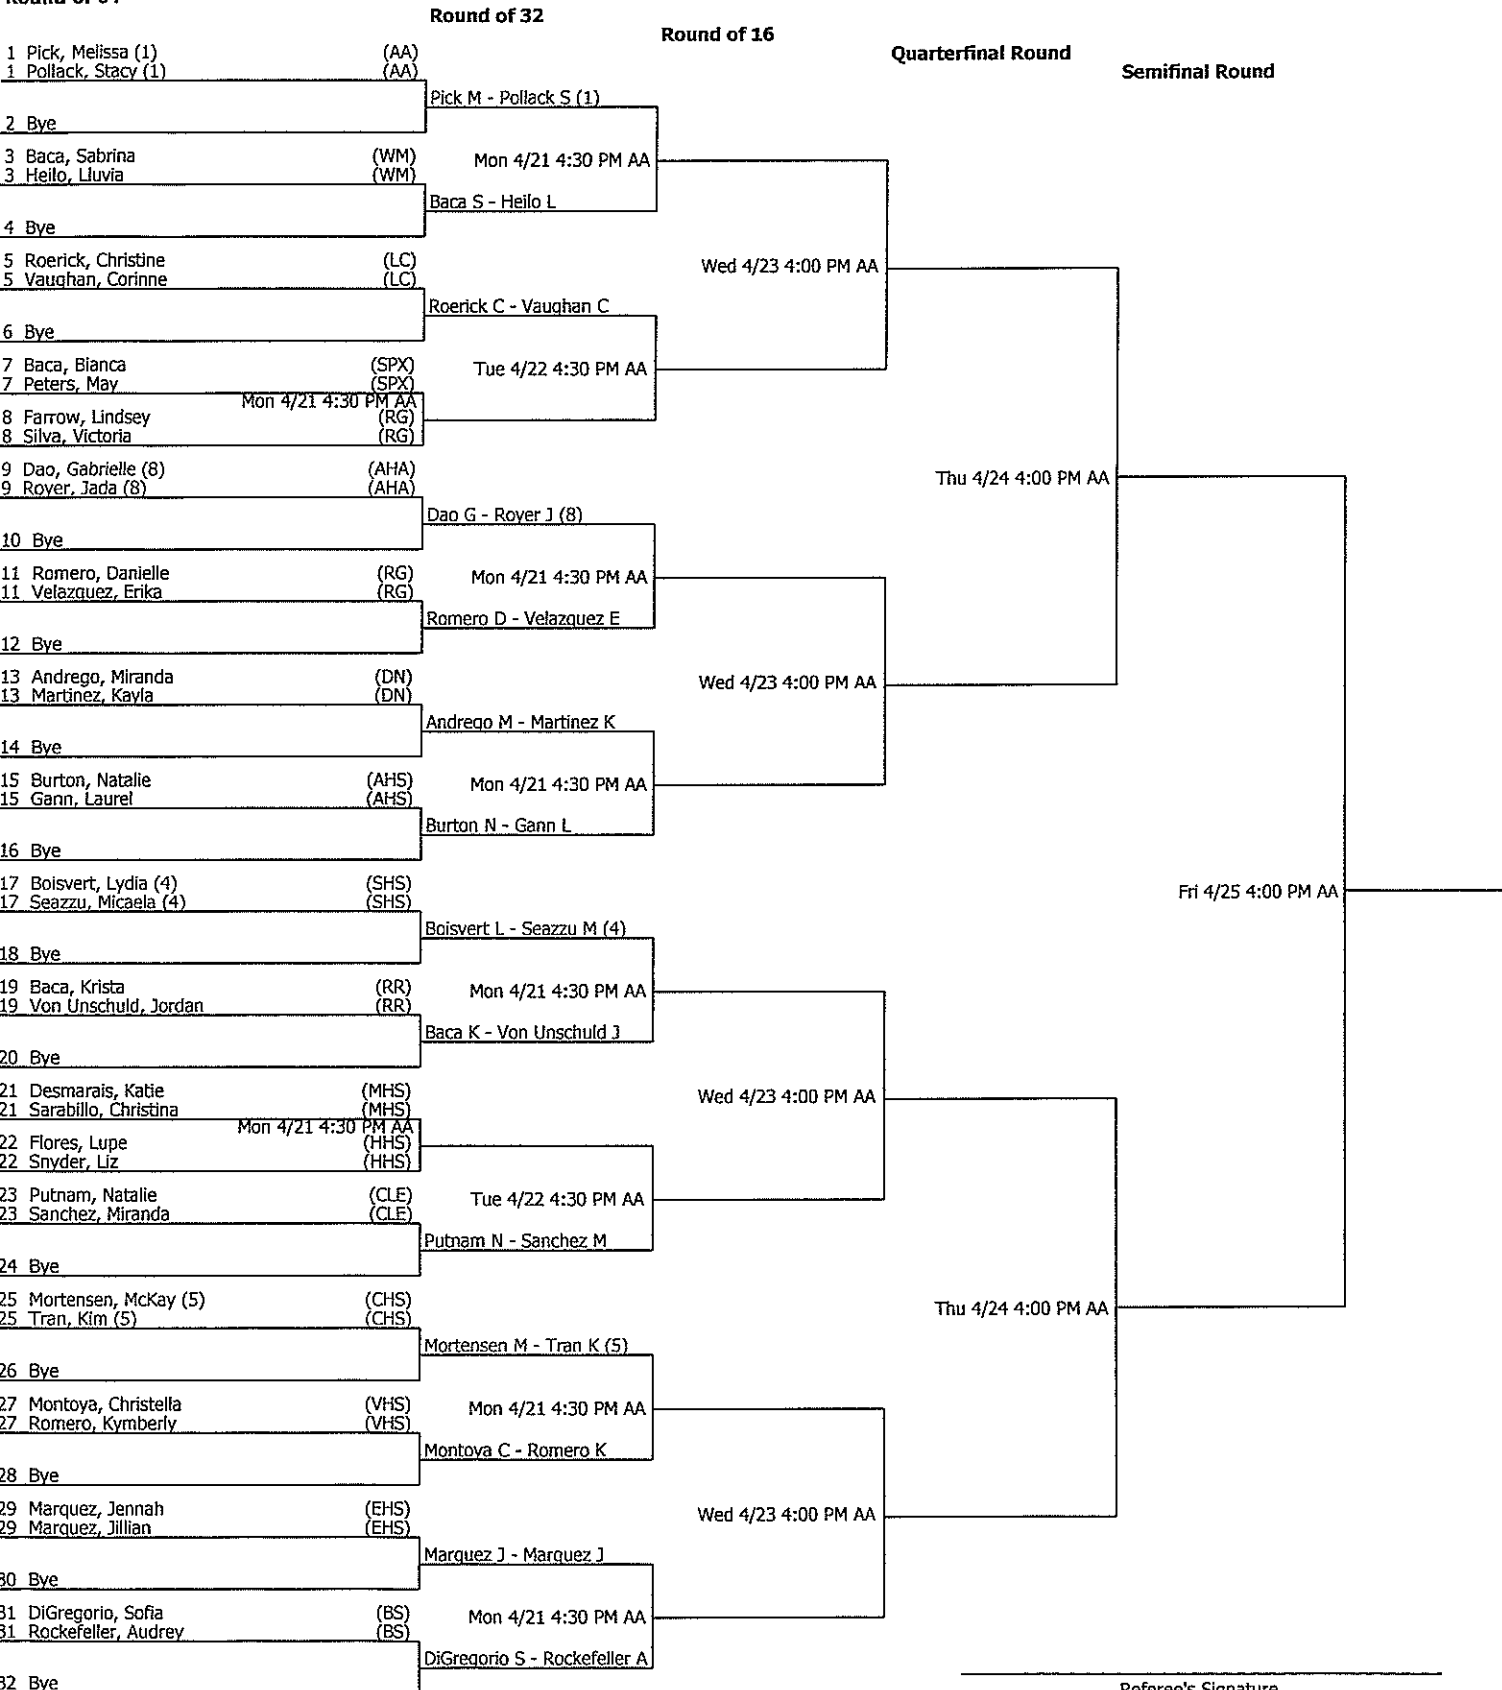 Round of 32
Round of 16
Quarterfinal Round
Semifinal Round
1 Pick, Melissa (1) (AA)
1 Pollack, Stacy (1) (AA)
Pick M - Pollack S (1)
2 Bye
3 Baca, Sabrina (WM)
Mon 4/21 4:30 PM AA
3 Heilo, Lluvia (WM)
Baca S - Heilo L
4 Bye
5 Roerick, Christine (LC)
Wed 4/23 4:00 PM AA
5 Vaughan, Corinne (LC)
Roerick C - Vaughan C
6 Bye
7 Baca, Bianca (SPX)
Tue 4/22 4:30 PM AA
7 Peters, May (SPX)
Mon 4/21 4:30 PM AA
8 Farrow, Lindsey (RG)
8 Silva, Victoria (RG)
9 Dao, Gabrielle (8) (AHA)
Thu 4/24 4:00 PM AA
9 Royer, Jada (8) (AHA)
Dao G - Royer J (8)
10 Bye
11 Romero, Danielle (RG)
Mon 4/21 4:30 PM AA
11 Velazquez, Erika (RG)
Romero D - Velazquez E
12 Bye
13 Andrego, Miranda (DN)
Wed 4/23 4:00 PM AA
13 Martinez, Kayla (DN)
Andrego M - Martinez K
14 Bye
15 Burton, Natalie (AHS)
Mon 4/21 4:30 PM AA
15 Gann, Laurel (AHS)
Burton N - Gann L
16 Bye
17 Boisvert, Lydia (4) (SHS)
Fri 4/25 4:00 PM AA
17 Seazzu, Micaela (4) (SHS)
Boisvert L - Seazzu M (4)
18 Bye
19 Baca, Krista (RR)
Mon 4/21 4:30 PM AA
19 Von Unschuld, Jordan (RR)
Baca K - Von Unschuld J
20 Bye
21 Desmarais, Katie (MHS)
Wed 4/23 4:00 PM AA
21 Sarabillo, Christina (MHS)
Mon 4/21 4:30 PM AA
22 Flores, Lupe (HHS)
22 Snyder, Liz (HHS)
23 Putnam, Natalie (CLE)
Tue 4/22 4:30 PM AA
23 Sanchez, Miranda (CLE)
Putnam N - Sanchez M
24 Bye
25 Mortensen, McKay (5) (CHS)
Thu 4/24 4:00 PM AA
25 Tran, Kim (5) (CHS)
Mortensen M - Tran K (5)
26 Bye
27 Montoya, Christella (VHS)
Mon 4/21 4:30 PM AA
27 Romero, Kymberly (VHS)
Montoya C - Romero K
28 Bye
29 Marquez, Jennah (EHS)
Wed 4/23 4:00 PM AA
29 Marquez, Jillian (EHS)
Marquez J - Marquez J
30 Bye
31 DiGregorio, Sofia (BS)
Mon 4/21 4:30 PM AA
31 Rockefeller, Audrey (BS)
DiGregorio S - Rockefeller A
32 Bye
Referee's Signature